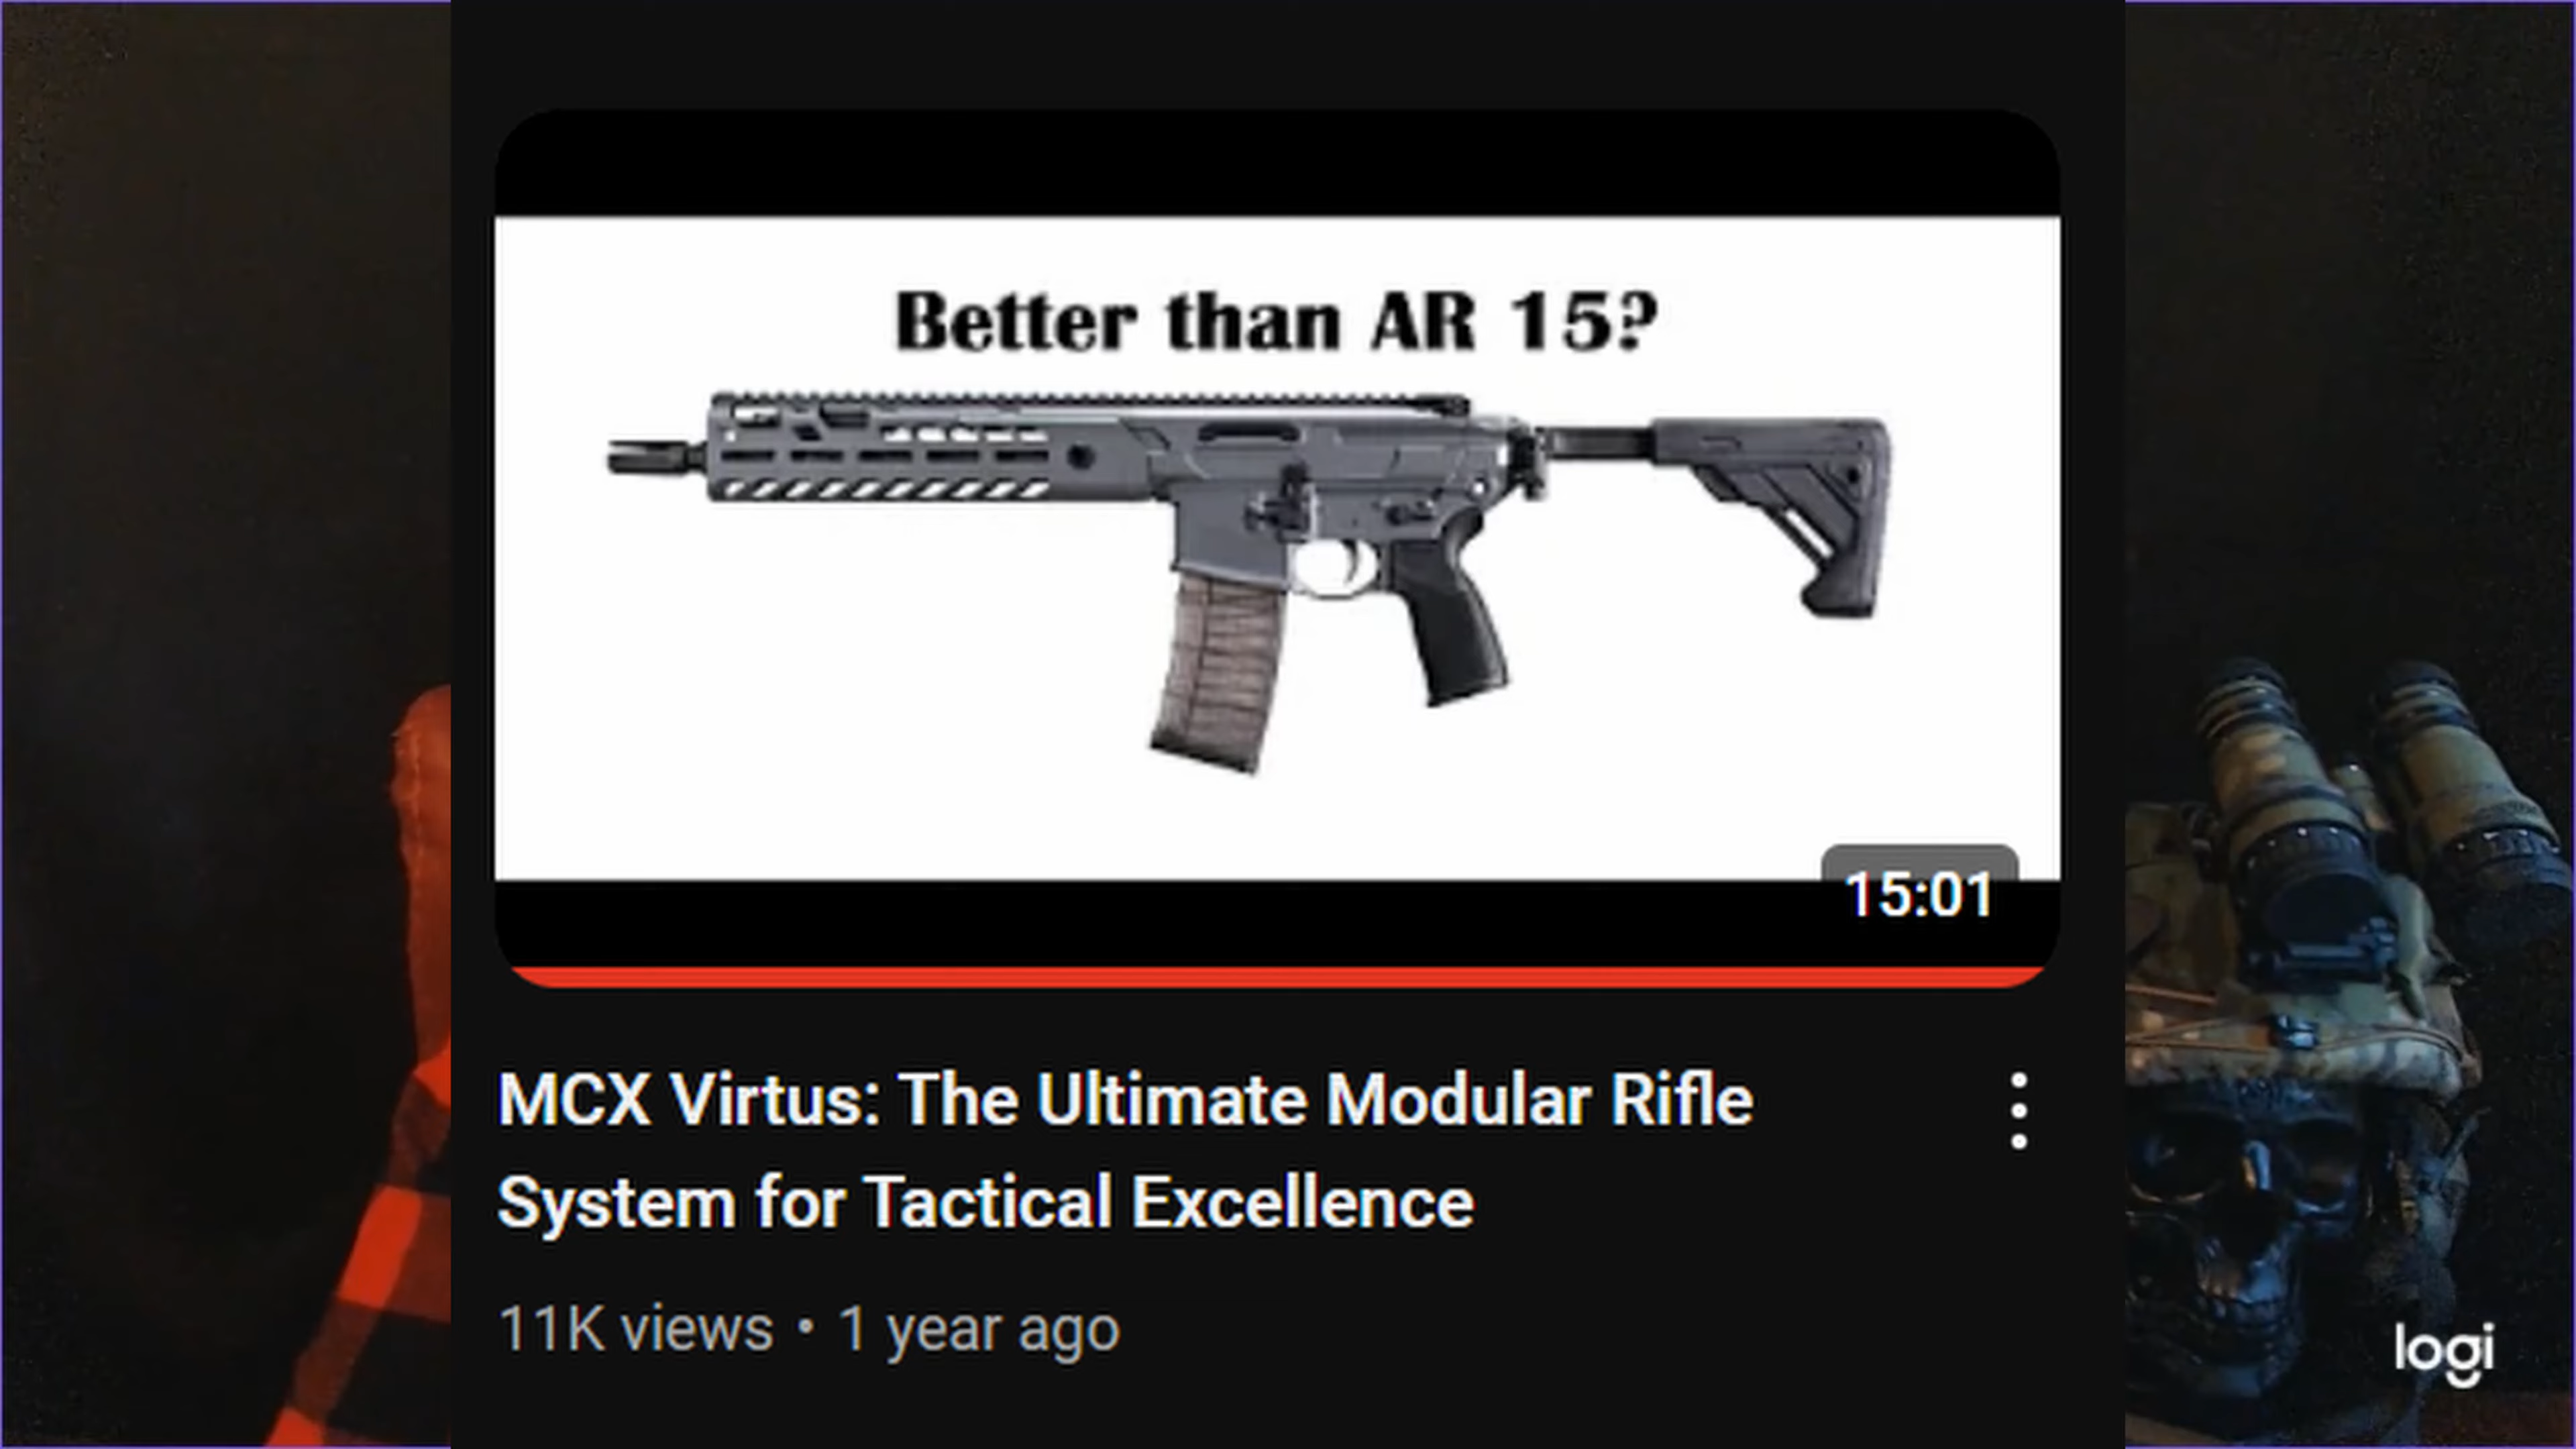 Better than AR 15?
15:01
MCX Virtus: The Ultimate Modular Rifle
System for Tactical Excellence
11K views • 1 year ago
logi